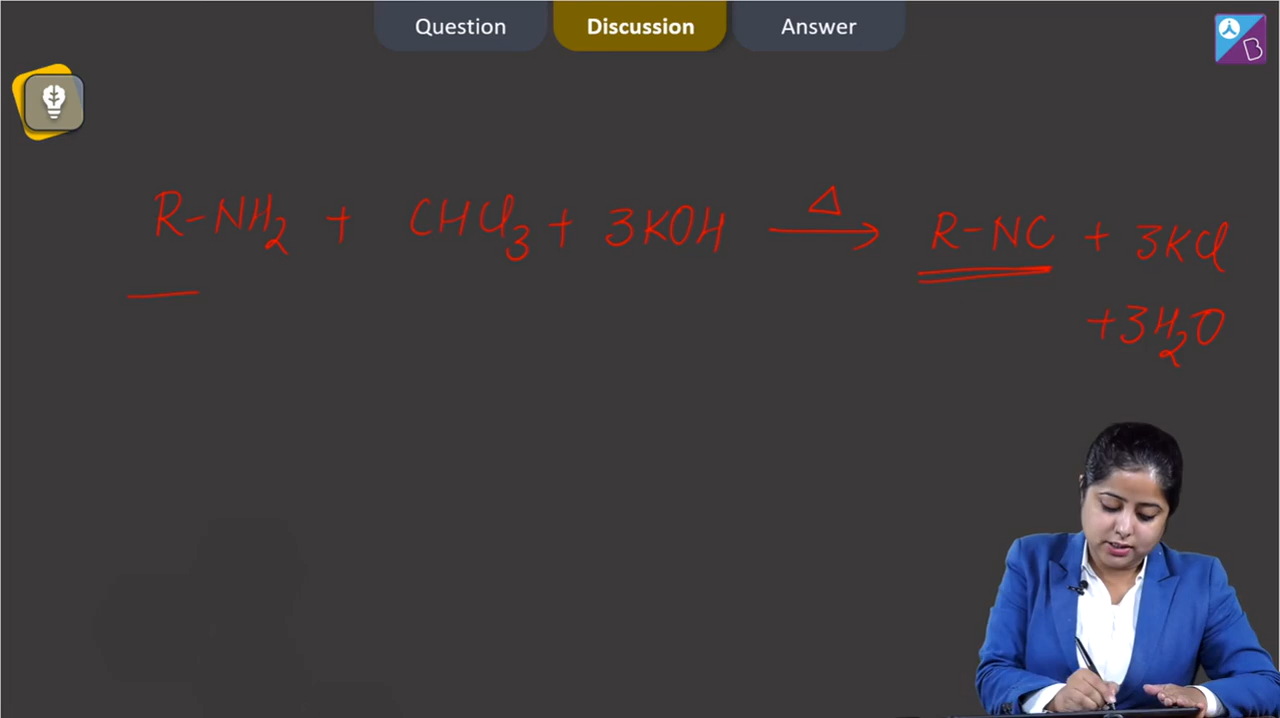 Question Discussion Answer
B
R-NH2 + CHCl3 + 3KOH Δ→ R-NC + 3KCl
+3H2O